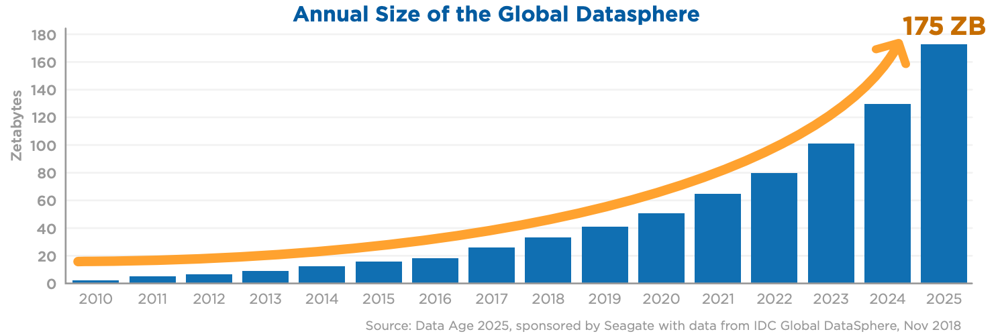 Annual Size of the Global Datasphere
175 ZB
Zetabytes
180
160
140
120
100
80
60
40
20
0
2010 2011 2012 2013 2014 2015 2016 2017 2018 2019 2020 2021 2022 2023 2024 2025
Source: Data Age 2025, sponsored by Seagate with data from IDC Global DataSphere, Nov 2018